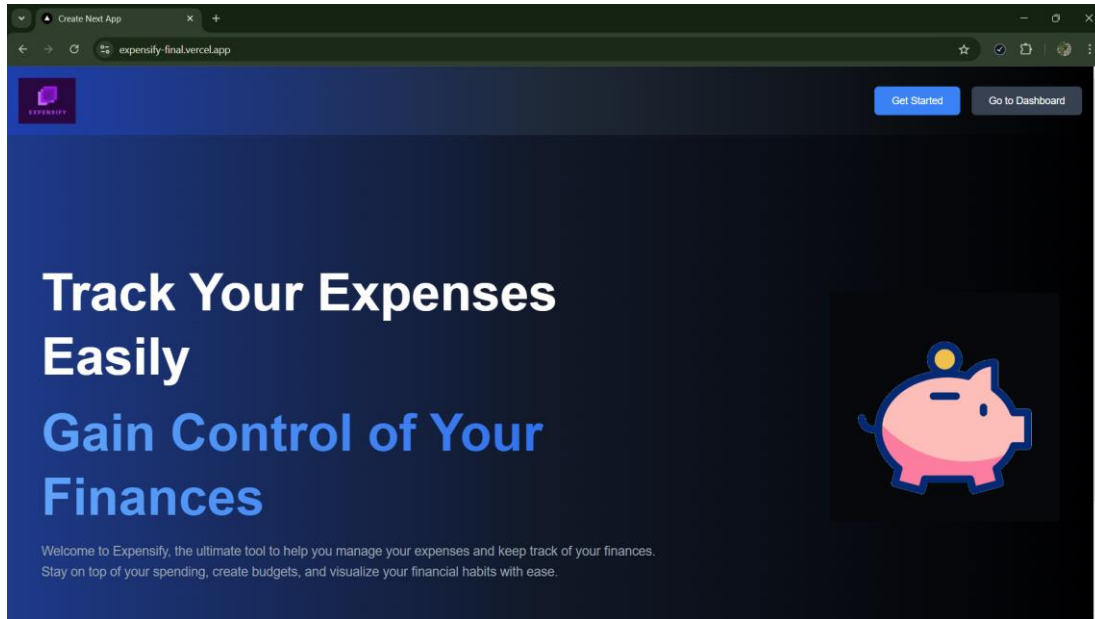 Create Next App
expensify-final.vercel.app
EXPENSIFY
Get Started
Go to Dashboard
Track Your Expenses
Easily
Gain Control of Your
Finances
Welcome to Expensify, the ultimate tool to help you manage your expenses and keep track of your finances.
Stay on top of your spending, create budgets, and visualize your financial habits with ease.